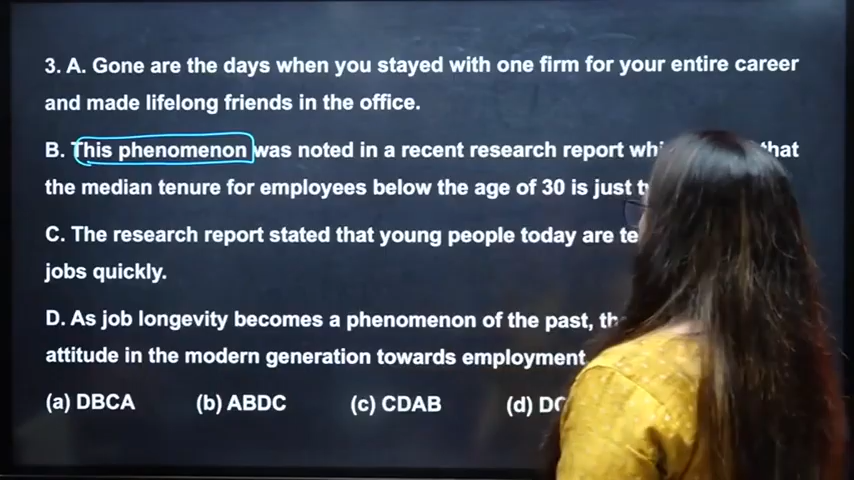 3. A. Gone are the days when you stayed with one firm for your entire career
and made lifelong friends in the office.
B. This phenomenon was noted in a recent research report that
the median tenure for employees below the age of 30 is just
C. The research report stated that young people today are
jobs quickly.
D. As job longevity becomes a phenomenon of the past,
attitude in the modern generation towards employment
(a) DBCA (b) ABDC (c) CDAB (d)